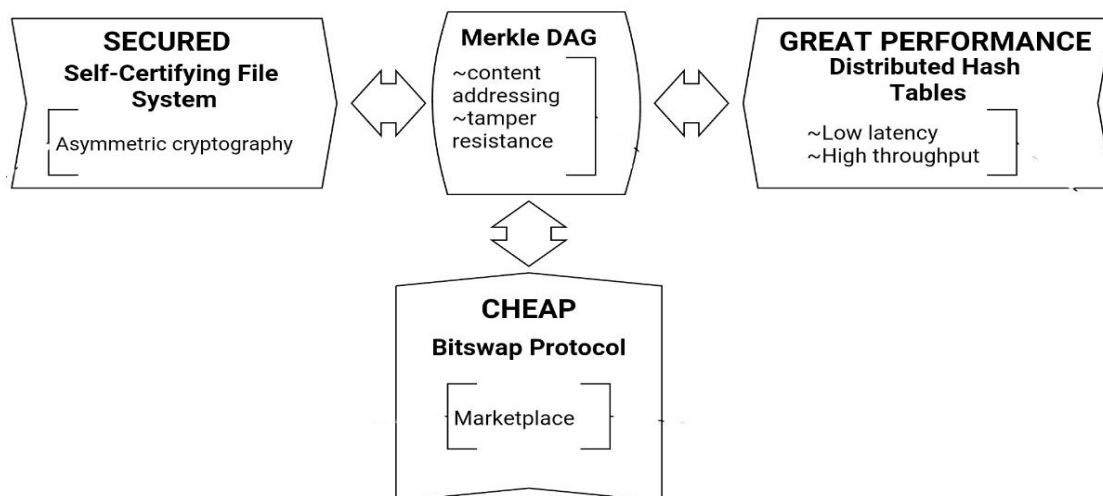 SECURED
Self-Certifying File
System
Asymmetric cryptography
Merkle DAG
~content
addressing
~tamper
resistance
GREAT PERFORMANCE
Distributed Hash
Tables
~Low latency
~High throughput
CHEAP
Bitswap Protocol
Marketplace